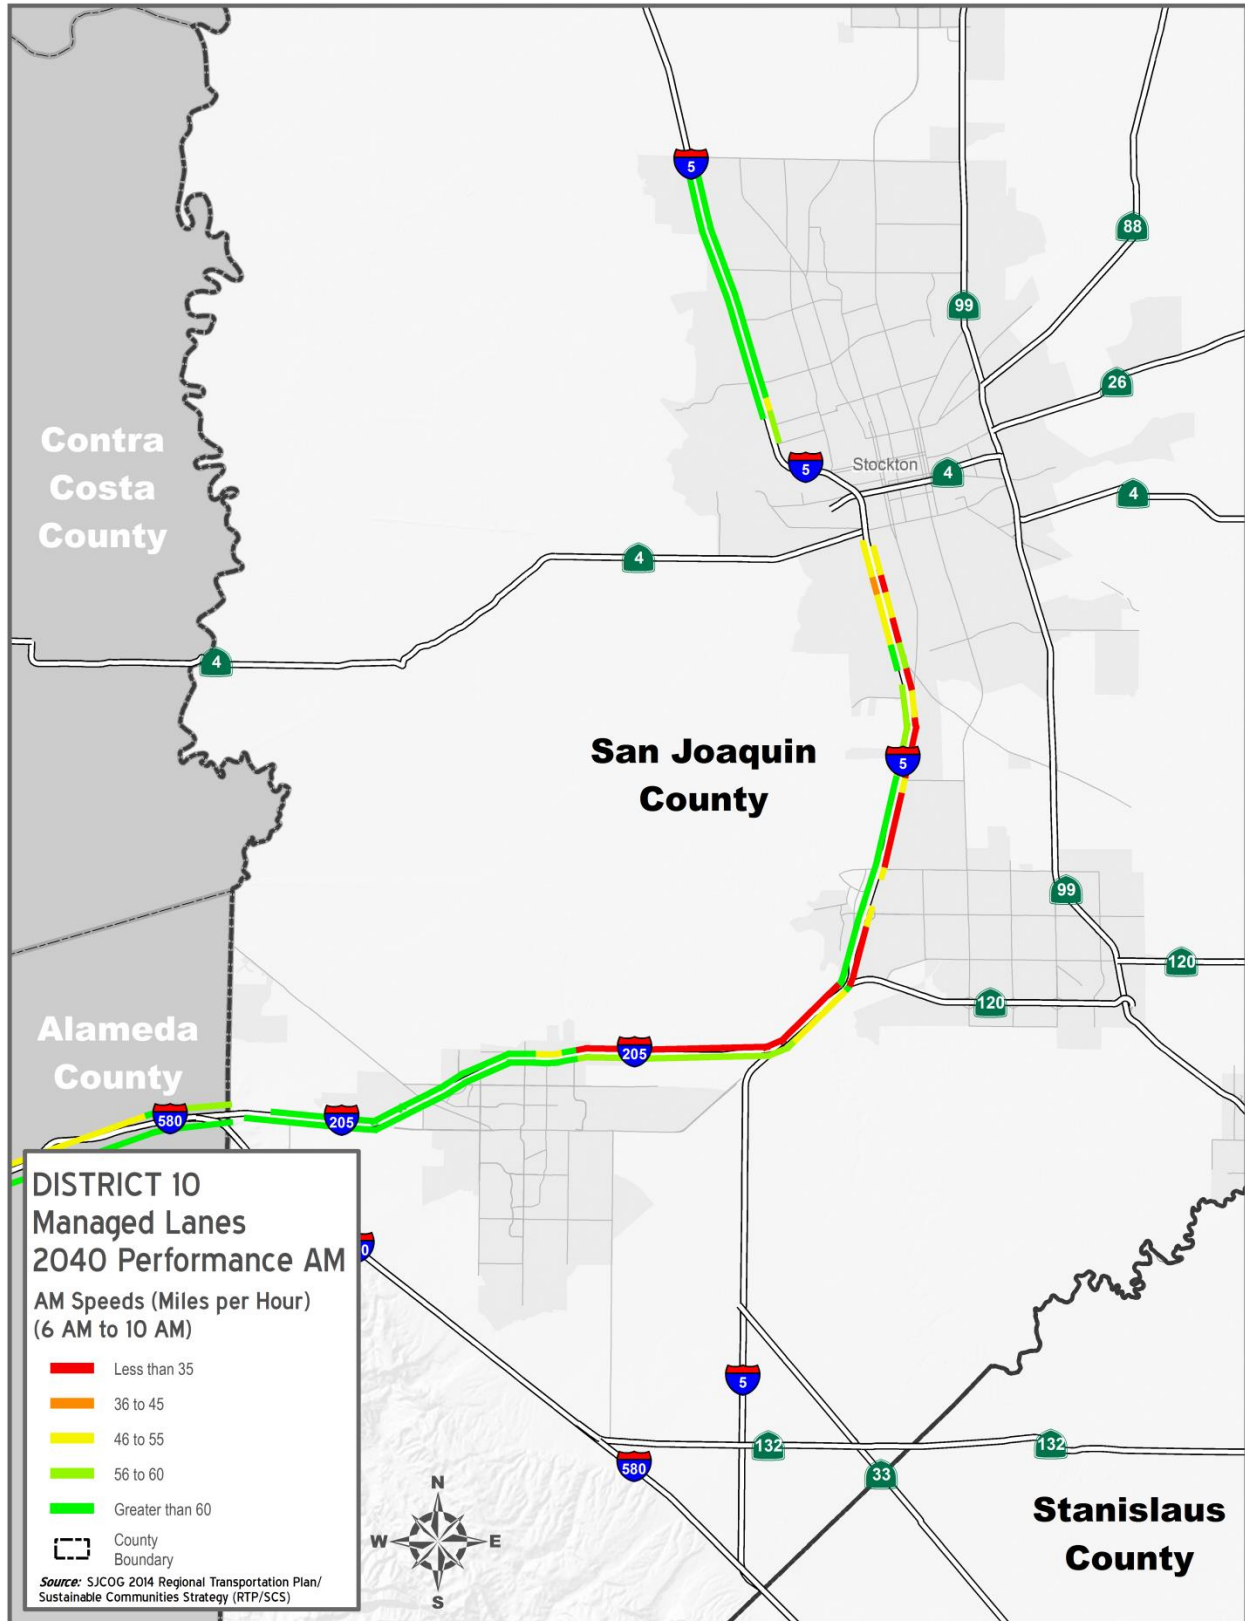 5
88
99
26
Contra
Costa
County
5
Stockton
4
4
4
4
San Joaquin
County
5
99
120
120
Alameda
County
205
580
205
DISTRICT 10
Managed Lanes
2040 Performance AM
AM Speeds (Miles per Hour)
(6 AM to 10 AM)
Less than 35
36 to 45
46 to 55
56 to 60
Greater than 60
County
Boundary
Source: SJCOG 2014 Regional Transportation Plan/
Sustainable Communities Strategy (RTP/SCS)
0
5
132
132
580
33
N
W
E
S
Stanislaus
County